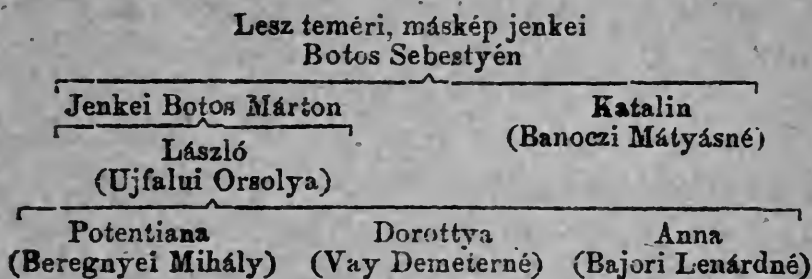 Lesz teméri, máskép jenkei
Botos Sebestyén
Jenkei Botos Márton Katalin
(Banoczi Mátyásné)
László
(Ujfalui Orsolya)
Potentiana Dorottya Anna
(Beregnyei Mihály) (Vay Demeterné) (Bajori Lenárdné)